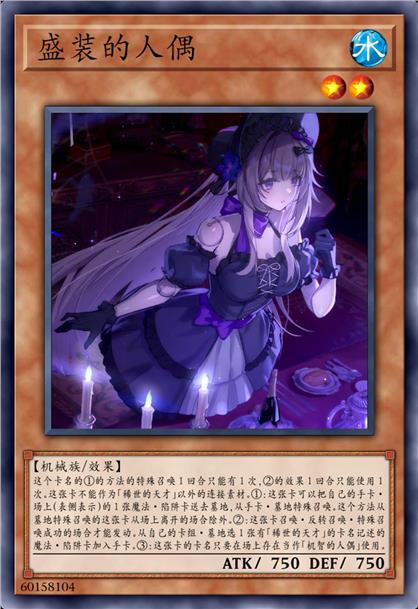 盛装的人偶
水
【机械族/效果】
这个卡名的①的方法的特殊召唤1回合只能有1次,②的效果1回合只能使用1
次。这张卡不能作为「稀世的天才」以外的连接素材。①:这张卡可以把自己的手卡·
场上(表侧表示)的1张魔法·陷阱卡送去墓地,从手卡·墓地特殊召唤。这个方法从
墓地特殊召唤的这张卡从场上离开的场合除外。②:这张卡召唤·反转召唤·特殊召
唤成功的场合才能发动。从自己的卡组·墓地选1张有「稀世的天才」的卡名记述的魔
法·陷阱卡加入手卡。③:这张卡的卡名只要在场上存在当作「机智的人偶」使用。
ATK/ 750 DEF/ 750
60158104